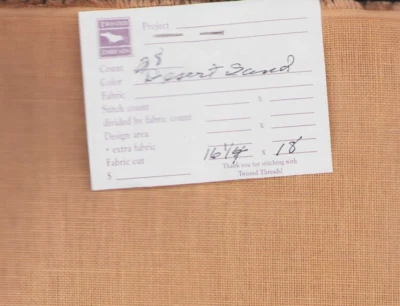 Project
Count 28
Color Desert Sand
Fabric
Stitch count x
divided by fabric count
Design area x
+ extra fabric
Fabric cut 16 1/4 x 18
$
Thank you for stitching with
Twisted Threads!